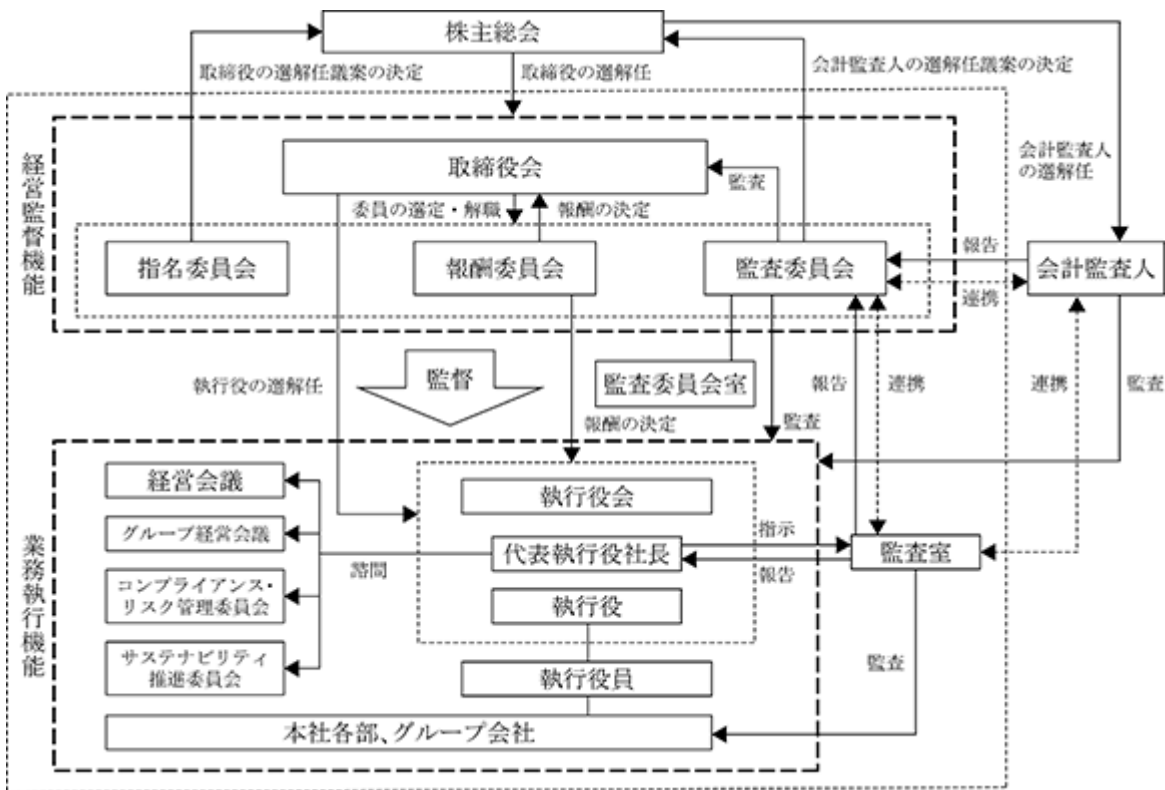 株主総会
取締役の選解任議案の決定
取締役の選解任
会計監査人の選解任議案の決定
会計監査人
の選解任
経営監督機能
取締役会
監査
委員の選定・解職
報酬の決定
指名委員会
報酬委員会
監査委員会
報告
連携
会計監査人
執行役の選解任
監督
監査委員会室
報告
連携
連携
監査
報酬の決定
監査
業務執行機能
経営会議
グループ経営会議
コンプライアンス・
リスク管理委員会
サステナビリティ
推進委員会
諮問
執行役会
代表執行役社長
執行役
指示
報告
監査室
監査
執行役員
本社各部、グループ会社